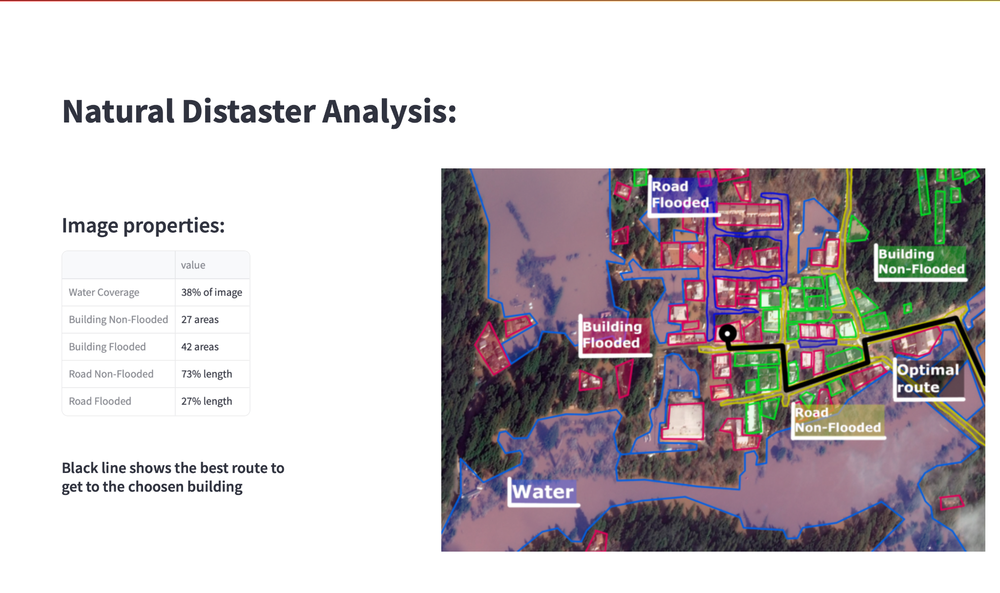 Natural Distaster Analysis:
Image properties:
value
Water Coverage 38% of image
Building Non-Flooded 27 areas
Building Flooded 42 areas
Road Non-Flooded 73% length
Road Flooded 27% length
Black line shows the best route to
get to the choosen building
Road
Flooded
Building
Non-Flooded
Building
Flooded
Optimal
route
Road
Non-Flooded
Water